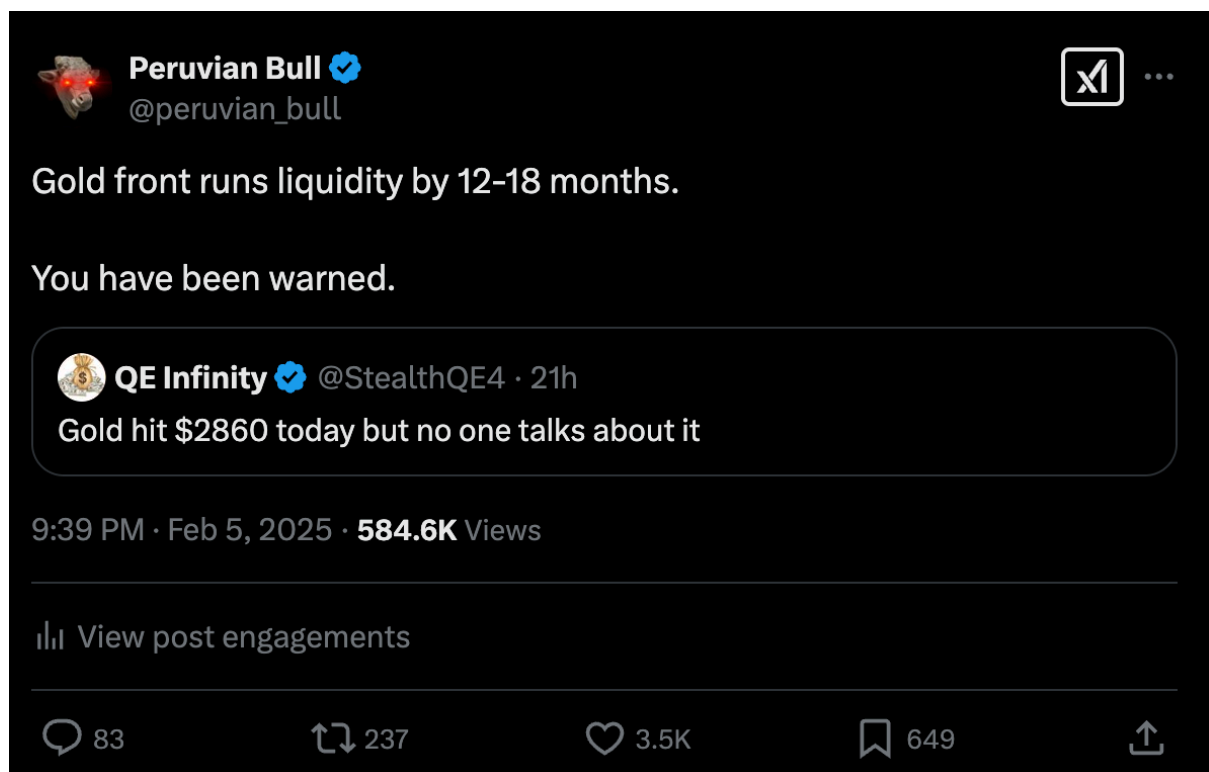 Peruvian Bull
@peruvian_bull
Gold front runs liquidity by 12-18 months.
You have been warned.
QE Infinity @StealthQE4 · 21h
Gold hit $2860 today but no one talks about it
9:39 PM · Feb 5, 2025 · 584.6K Views
View post engagements
83 237 3.5K 649